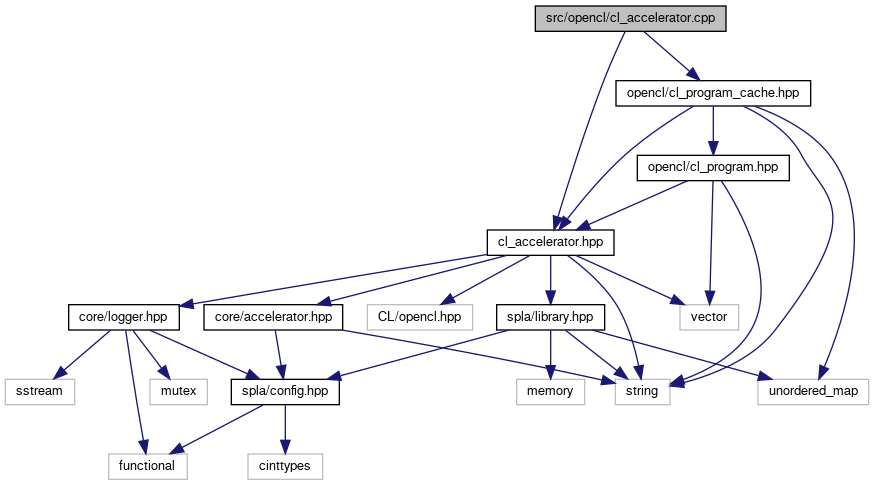 src/opencl/cl_accelerator.cpp
opencl/cl_program_cache.hpp
opencl/cl_program.hpp
cl_accelerator.hpp
core/logger.hpp
core/accelerator.hpp
CL/opencl.hpp
spla/library.hpp
vector
sstream
mutex
spla/config.hpp
memory
string
unordered_map
functional
cinttypes